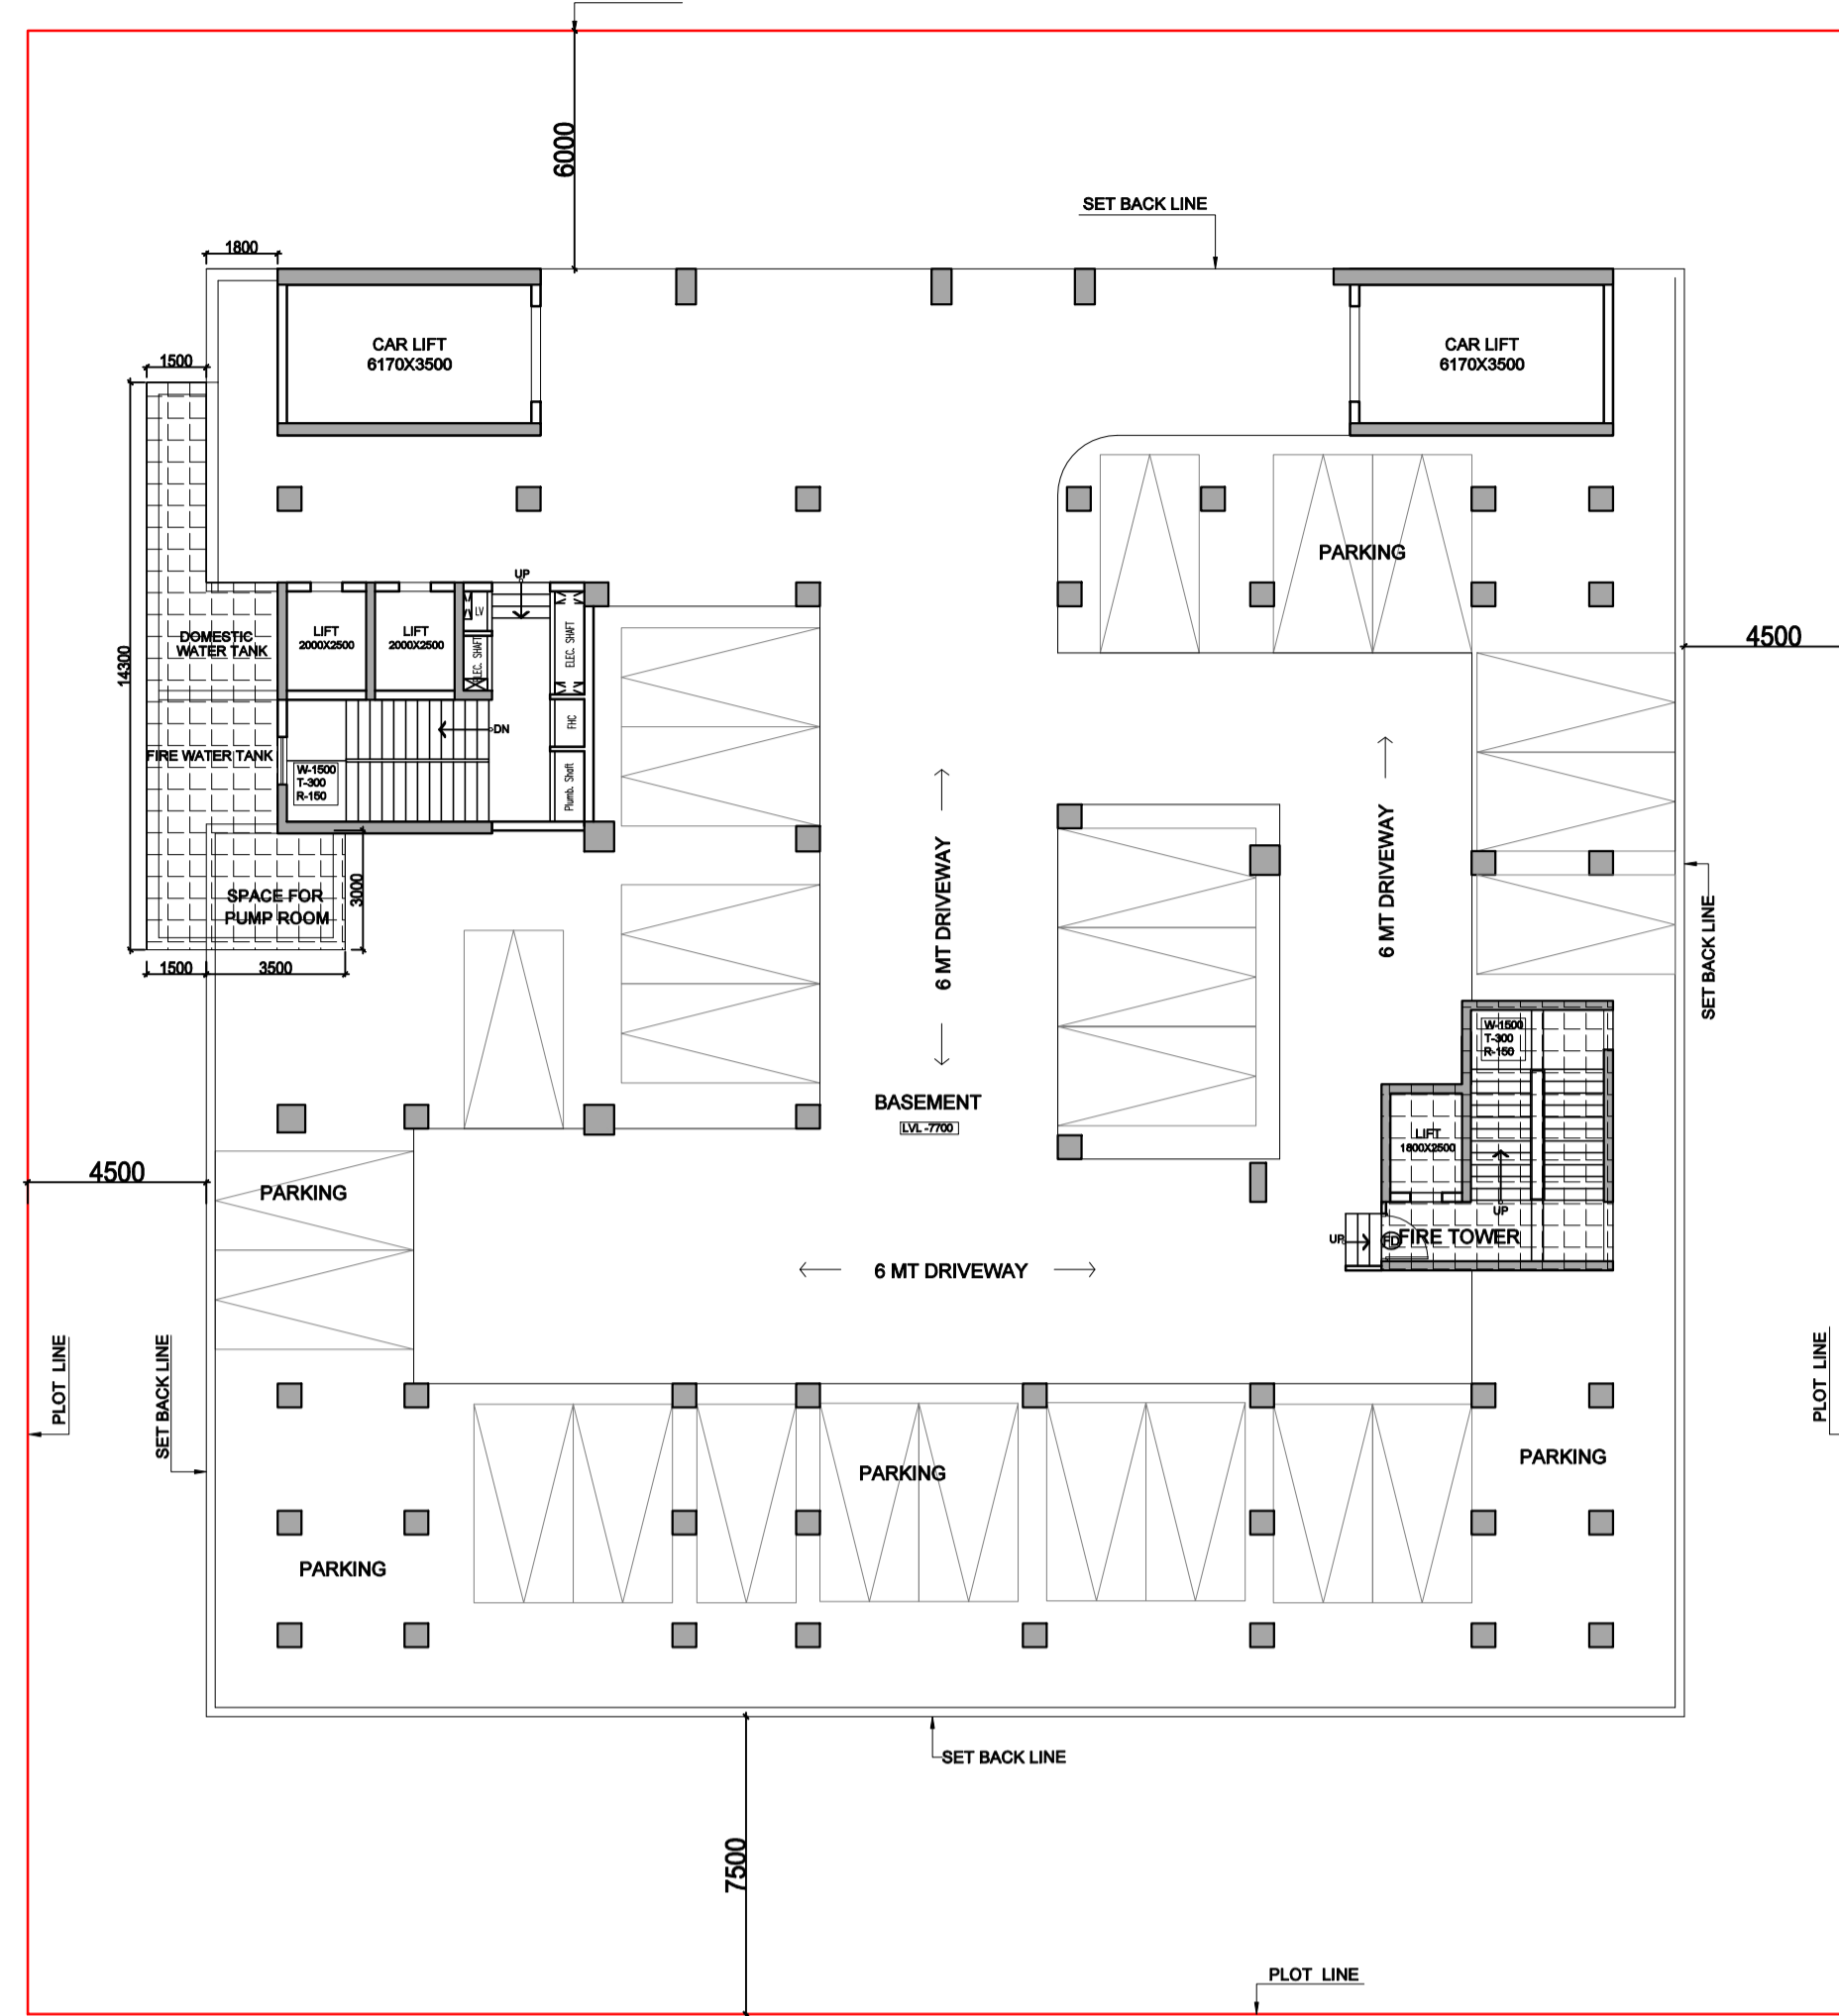 6000
SET BACK LINE
1800
CAR LIFT
6170X3500
CAR LIFT
6170X3500
1500
PARKING
UP
LV
LIFT
2000X2500
LIFT
2000X2500
ELEC. SHAFT
ELEC. SHAFT
DOMESTIC
WATER TANK
4500
14300
FHC
DN
FIRE WATER TANK
W-1500
T-300
R-150
Plumb. Shaft
6 MT DRIVEWAY
6 MT DRIVEWAY
3000
SPACE FOR
PUMP ROOM
SET BACK LINE
1500
3500
W-1500
T-300
R-150
BASEMENT
LVL -7700
LIFT
1800X2500
4500
PARKING
UP
UP
FD
FIRE TOWER
6 MT DRIVEWAY
PLOT LINE
SET BACK LINE
PLOT LINE
PARKING
PARKING
PARKING
SET BACK LINE
7500
PLOT LINE